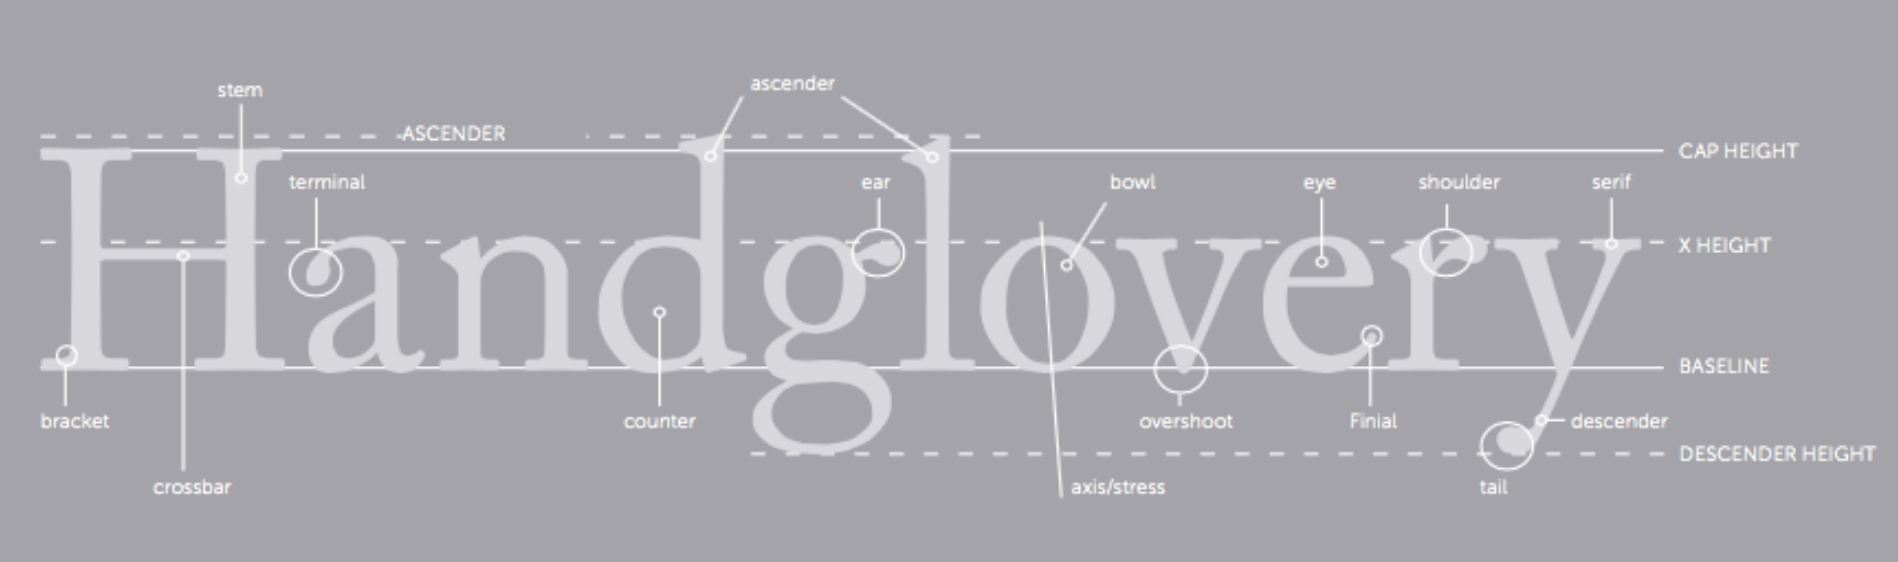 stem
ascender
ASCENDER
CAP HEIGHT
terminal
ear
bowl
eye
shoulder
serif
Handglovery
X HEIGHT
BASELINE
bracket
counter
overshoot
Finial
descender
DESCENDER HEIGHT
crossbar
axis/stress
tail